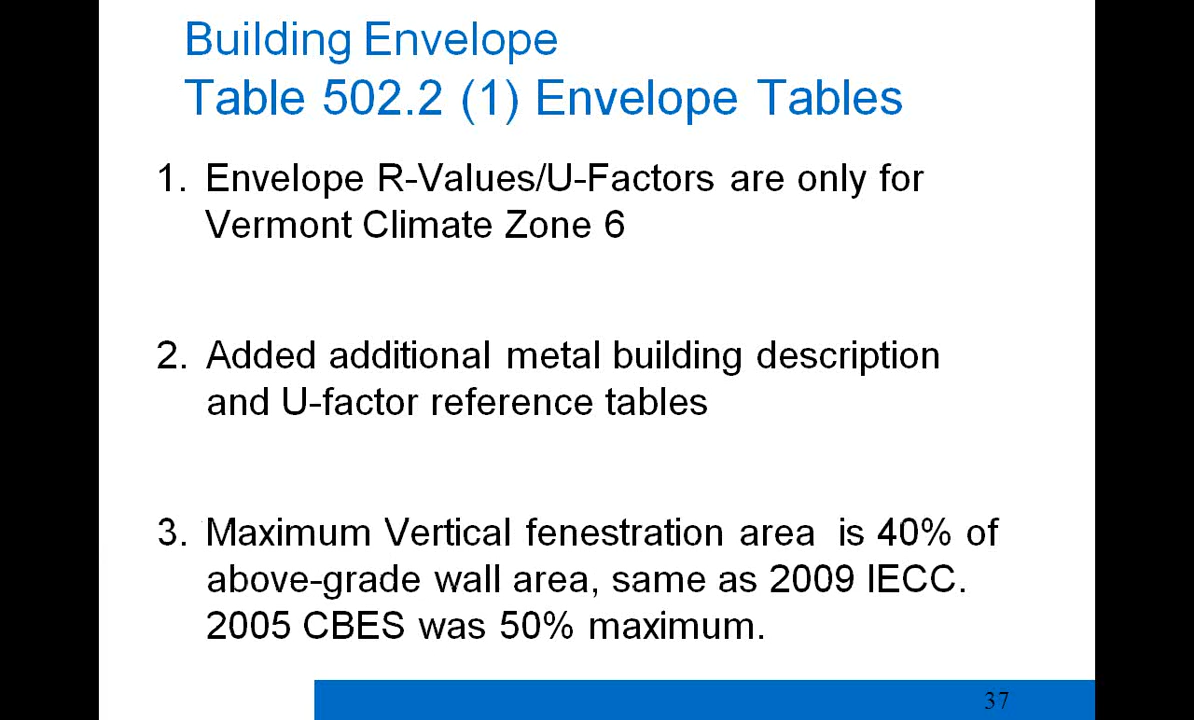 Building Envelope
Table 502.2 (1) Envelope Tables
1. Envelope R-Values/U-Factors are only for
Vermont Climate Zone 6
2. Added additional metal building description
and U-factor reference tables
3. Maximum Vertical fenestration area is 40% of
above-grade wall area, same as 2009 IECC.
2005 CBES was 50% maximum.
37